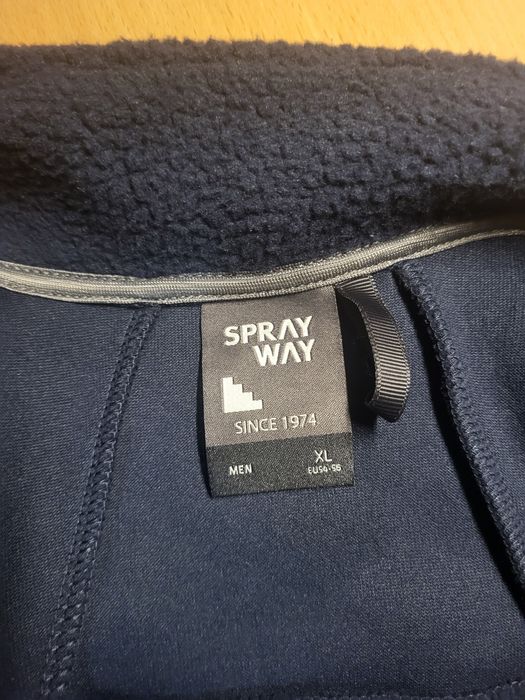 SPRAY
WAY
SINCE 1974
MEN
XL
EU54-56